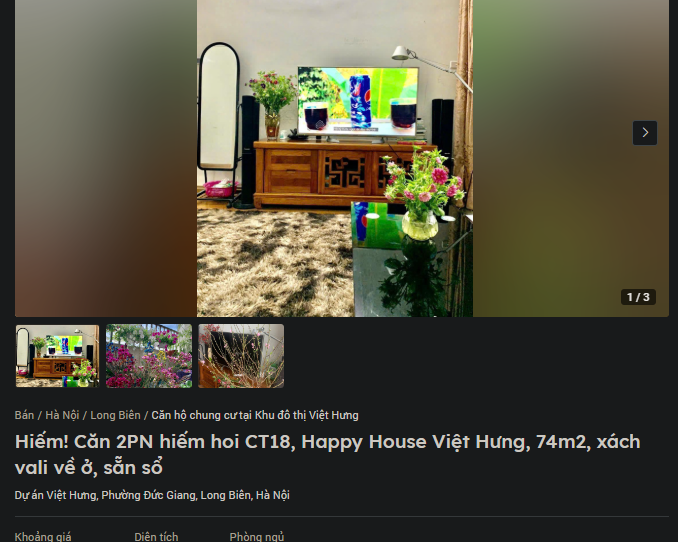 1 / 3
Bán / Hà Nội / Long Biên / Căn hộ chung cư tại Khu đô thị Việt Hưng
Hiếm! Căn 2PN hiếm hoi CT18, Happy House Việt Hưng, 74m2, xách
vali về ở, sẵn sổ
Dự án Việt Hưng, Phường Đức Giang, Long Biên, Hà Nội
Khoảng giá Diện tích Phòng ngủ